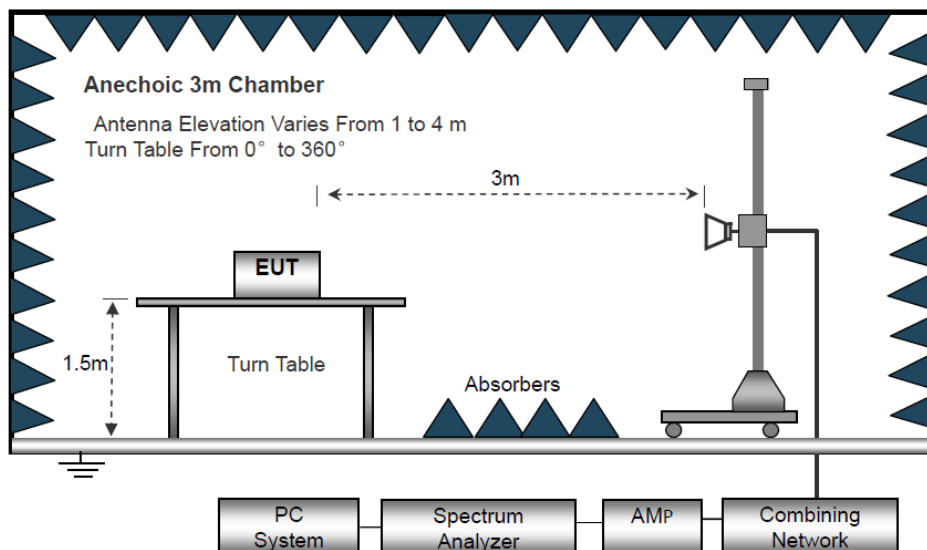 Anechoic 3m Chamber
Antenna Elevation Varies From 1 to 4 m
Turn Table From 0° to 360°
3m
EUT
1.5m
Turn Table
Absorbers
PC
System
Spectrum
Analyzer
AMP
Combining
Network